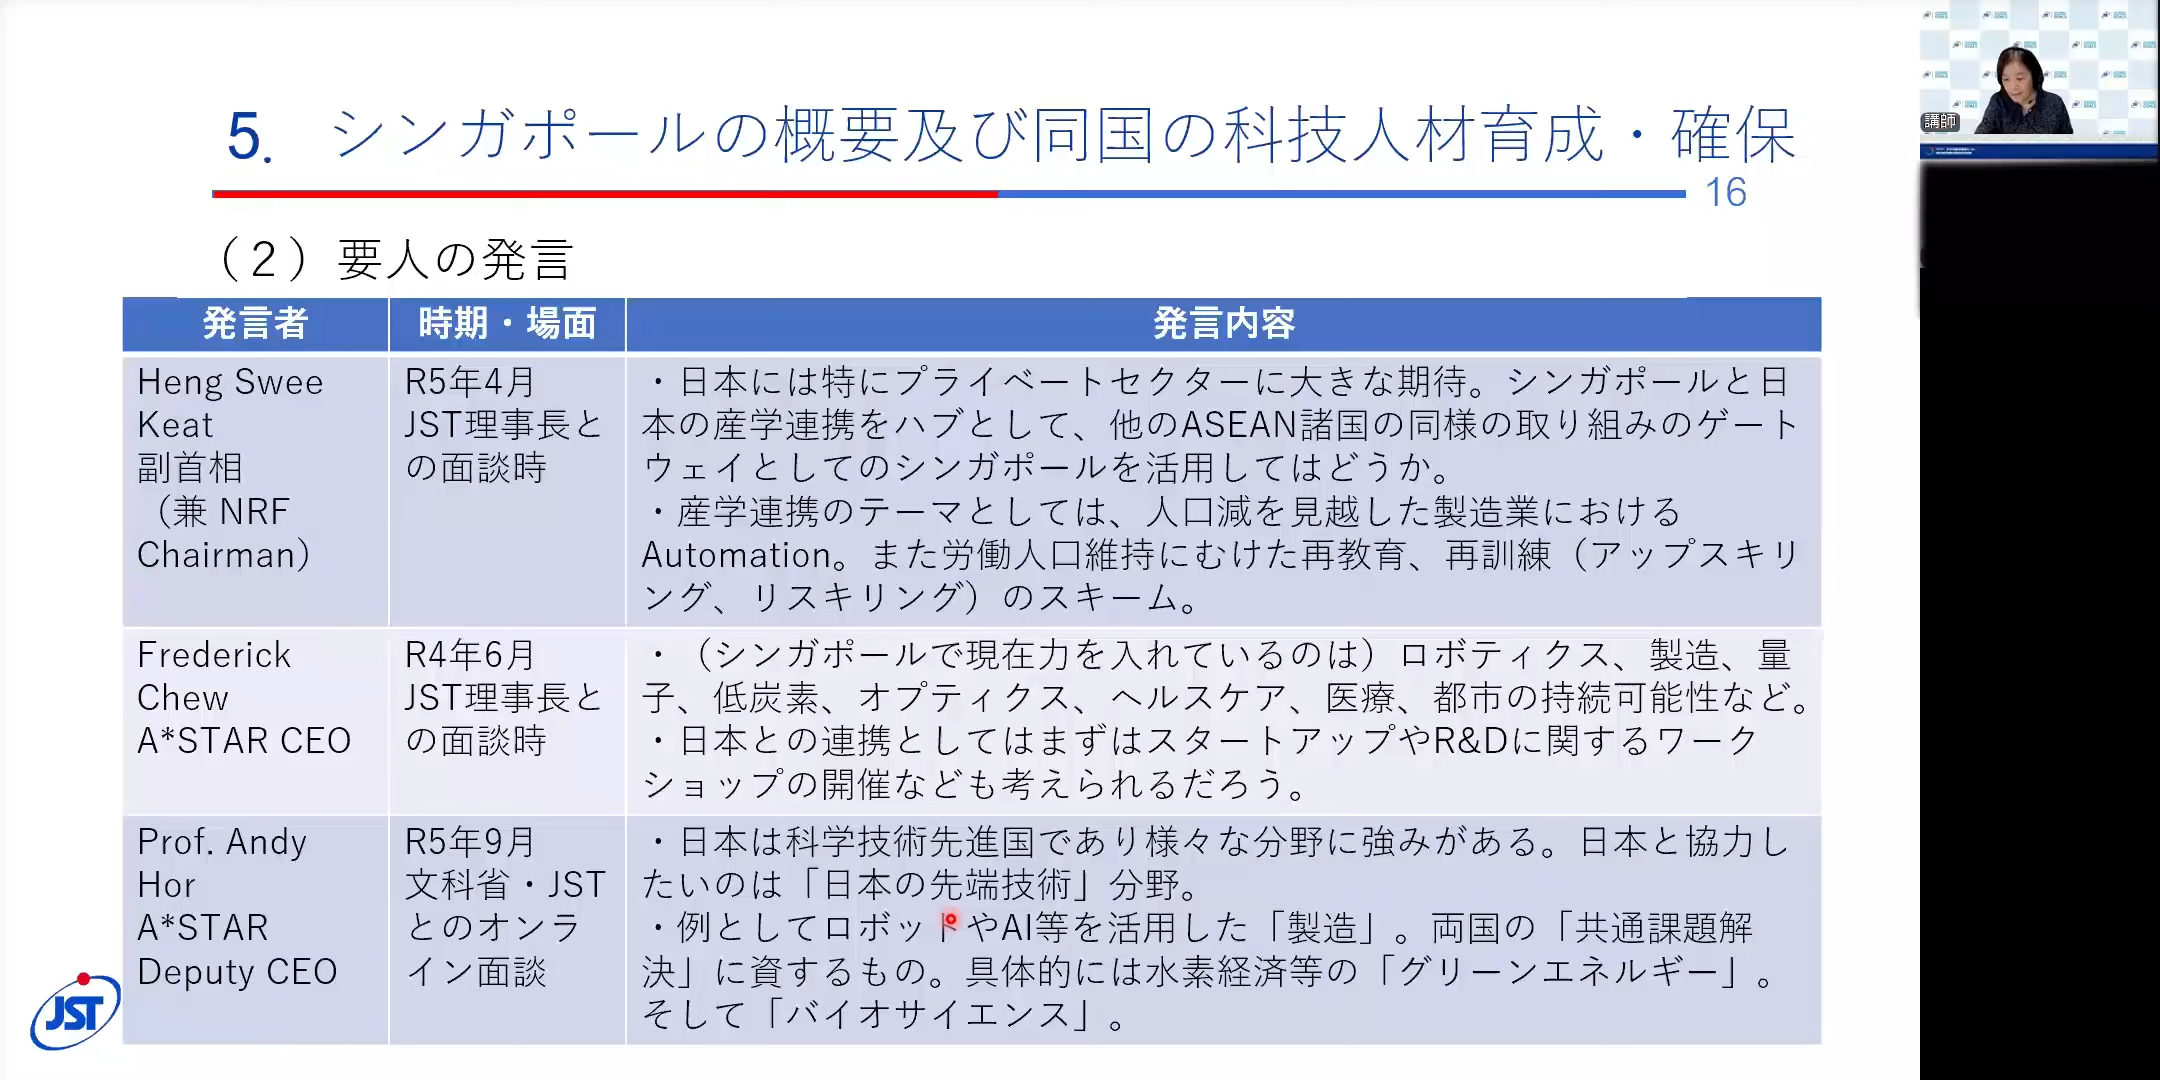 5. シンガポールの概要及び同国の科技人材育成・確保
16
（２）要人の発言
発言者
時期・場面
発言内容
Heng Swee
Keat
副首相
（兼 NRF
Chairman）
R5年4月
JST理事長と
の面談時
・日本には特にプライベートセクターに大きな期待。シンガポールと日
本の産学連携をハブとして、他のASEAN諸国の同様の取り組みのゲート
ウェイとしてのシンガポールを活用してはどうか。
・産学連携のテーマとしては、人口減を見越した製造業における
Automation。また労働人口維持にむけた再教育、再訓練（アップスキリ
ング、リスキリング）のスキーム。
Frederick
Chew
A*STAR CEO
R4年6月
JST理事長と
の面談時
・（シンガポールで現在力を入れているのは）ロボティクス、製造、量
子、低炭素、オプティクス、ヘルスケア、医療、都市の持続可能性など。
・日本との連携としてはまずはスタートアップやR&Dに関するワーク
ショップの開催なども考えられるだろう。
Prof. Andy
Hor
A*STAR
Deputy CEO
R5年9月
文科省・JST
とのオンラ
イン面談
・日本は科学技術先進国であり様々な分野に強みがある。日本と協力し
たいのは「日本の先端技術」分野。
・例としてロボットやAI等を活用した「製造」。両国の「共通課題解
決」に資するもの。具体的には水素経済等の「グリーンエネルギー」。
そして「バイオサイエンス」。
JST
講師